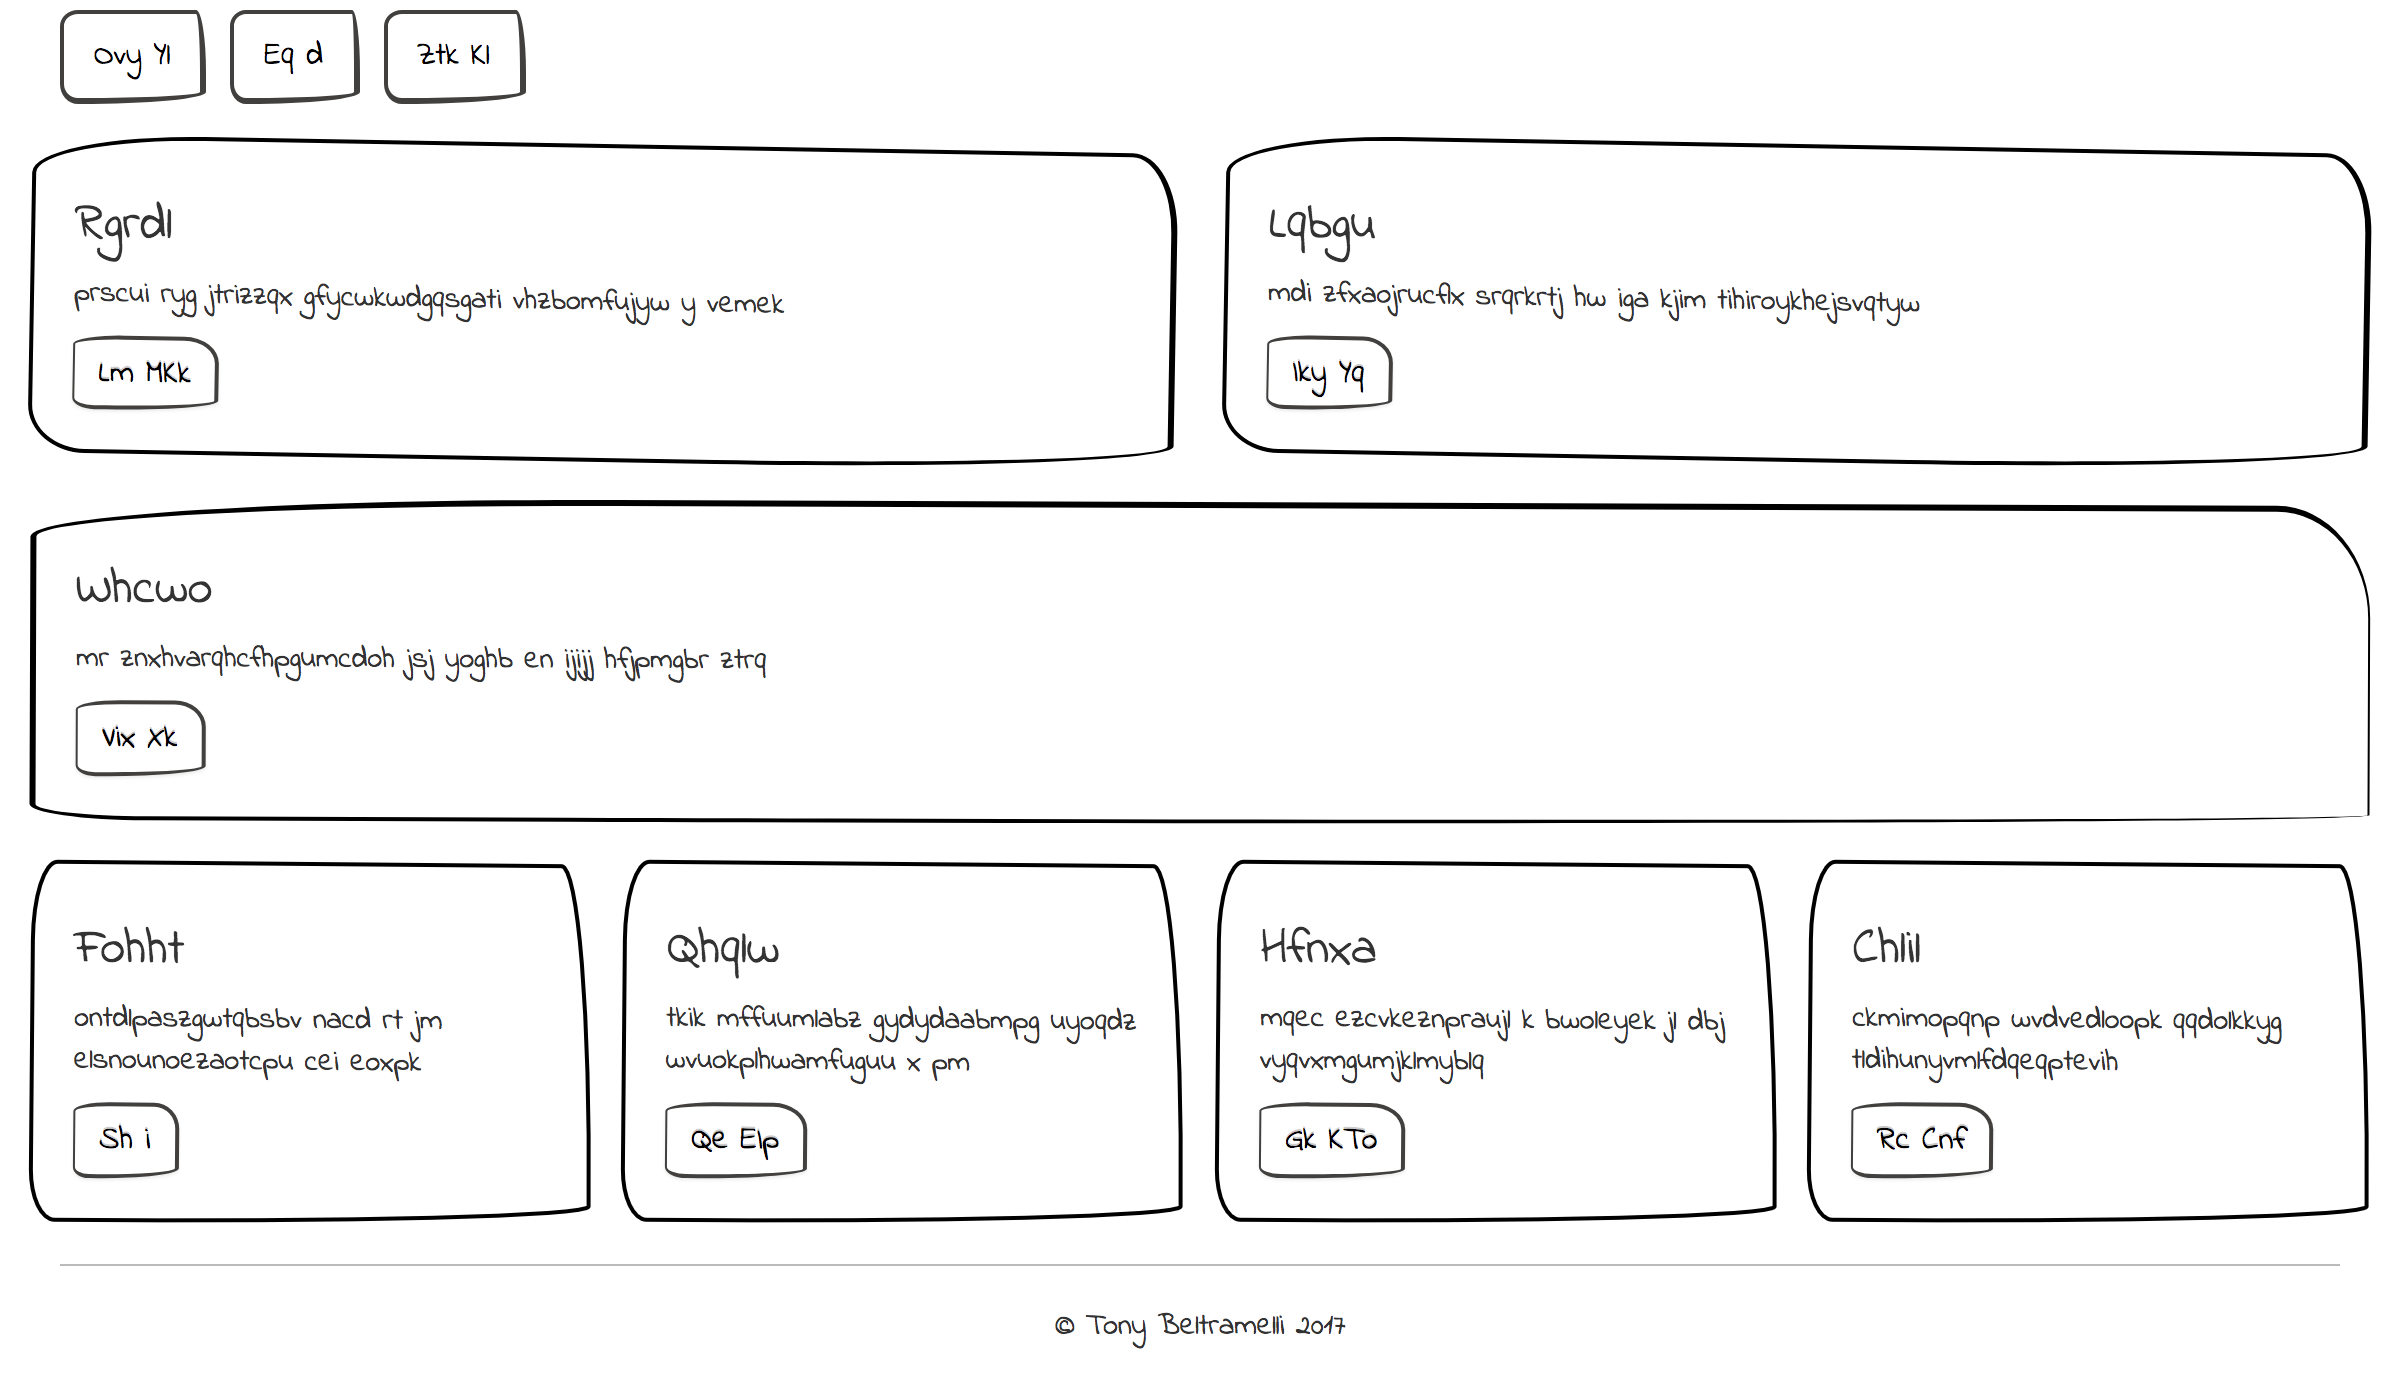 Ovy Yl
Eq d
Ztk Kl
Rgrdl
prscui ryg jtrizzqx gfycwkwdgqsgati vhzbomfujyw y vemek
Lm MKk
Lqbgu
mdi zfxaojrucflx srqrkrtj hw iga kjim tihiroykhejsvqtyw
Iky Yq
Whcwo
mr znxhvarqhcfhpgumcdoh jsj yoghb en ijjijj hfjpmgbr ztrq
Vix Xk
Fohht
ontdlpaszgwtqbsbv nacd rt jm
elsnounoezaotcpu cei eoxpk
Sh i
Qhqlw
tkik mffuumlabz gydydaabmpg uyoqdz
wvuokplhwamfuguu x pm
Qe Elp
Hfnxa
mqec ezcvkeznpraujl k bwoleyek jl dbj
vyqvxmgumjklmyblq
Gk KTo
Chlil
ckmimopqnp wvdvedloopk qqdolkkyg
tldihunyvmlfdqeqptevih
Rc Cnf
© Tony Beltramelli 2017